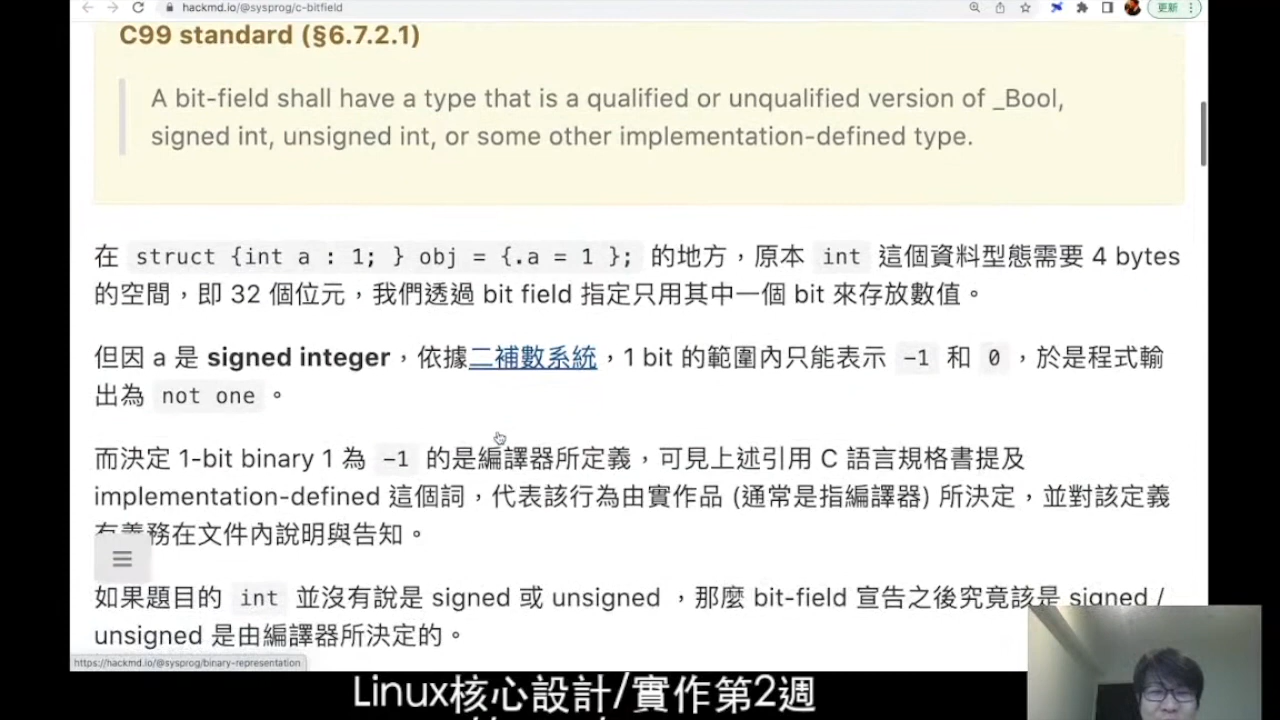 hackmd.io/@sysprog/c-bitfield
更新
C99 standard (§6.7.2.1)
A bit-field shall have a type that is a qualified or unqualified version of _Bool,
signed int, unsigned int, or some other implementation-defined type.
在 struct {int a : 1; } obj = {.a = 1 }; 的地方，原本 int 這個資料型態需要 4 bytes
的空間，即 32 個位元，我們透過 bit field 指定只用其中一個 bit 來存放數值。
但因 a 是 signed integer，依據二補數系統，1 bit 的範圍內只能表示 -1 和 0 ，於是程式輸
出為 not one 。
而決定 1-bit binary 1 為 -1 的是編譯器所定義，可見上述引用 C 語言規格書提及
implementation-defined 這個詞，代表該行為由實作品 (通常是指編譯器) 所決定，並對該定義
有義務在文件內說明與告知。
如果題目的 int 並沒有說是 signed 或 unsigned ，那麼 bit-field 宣告之後究竟該是 signed /
unsigned 是由編譯器所決定的。
https://hackmd.io/@sysprog/binary-representation
Linux核心設計/實作第2週